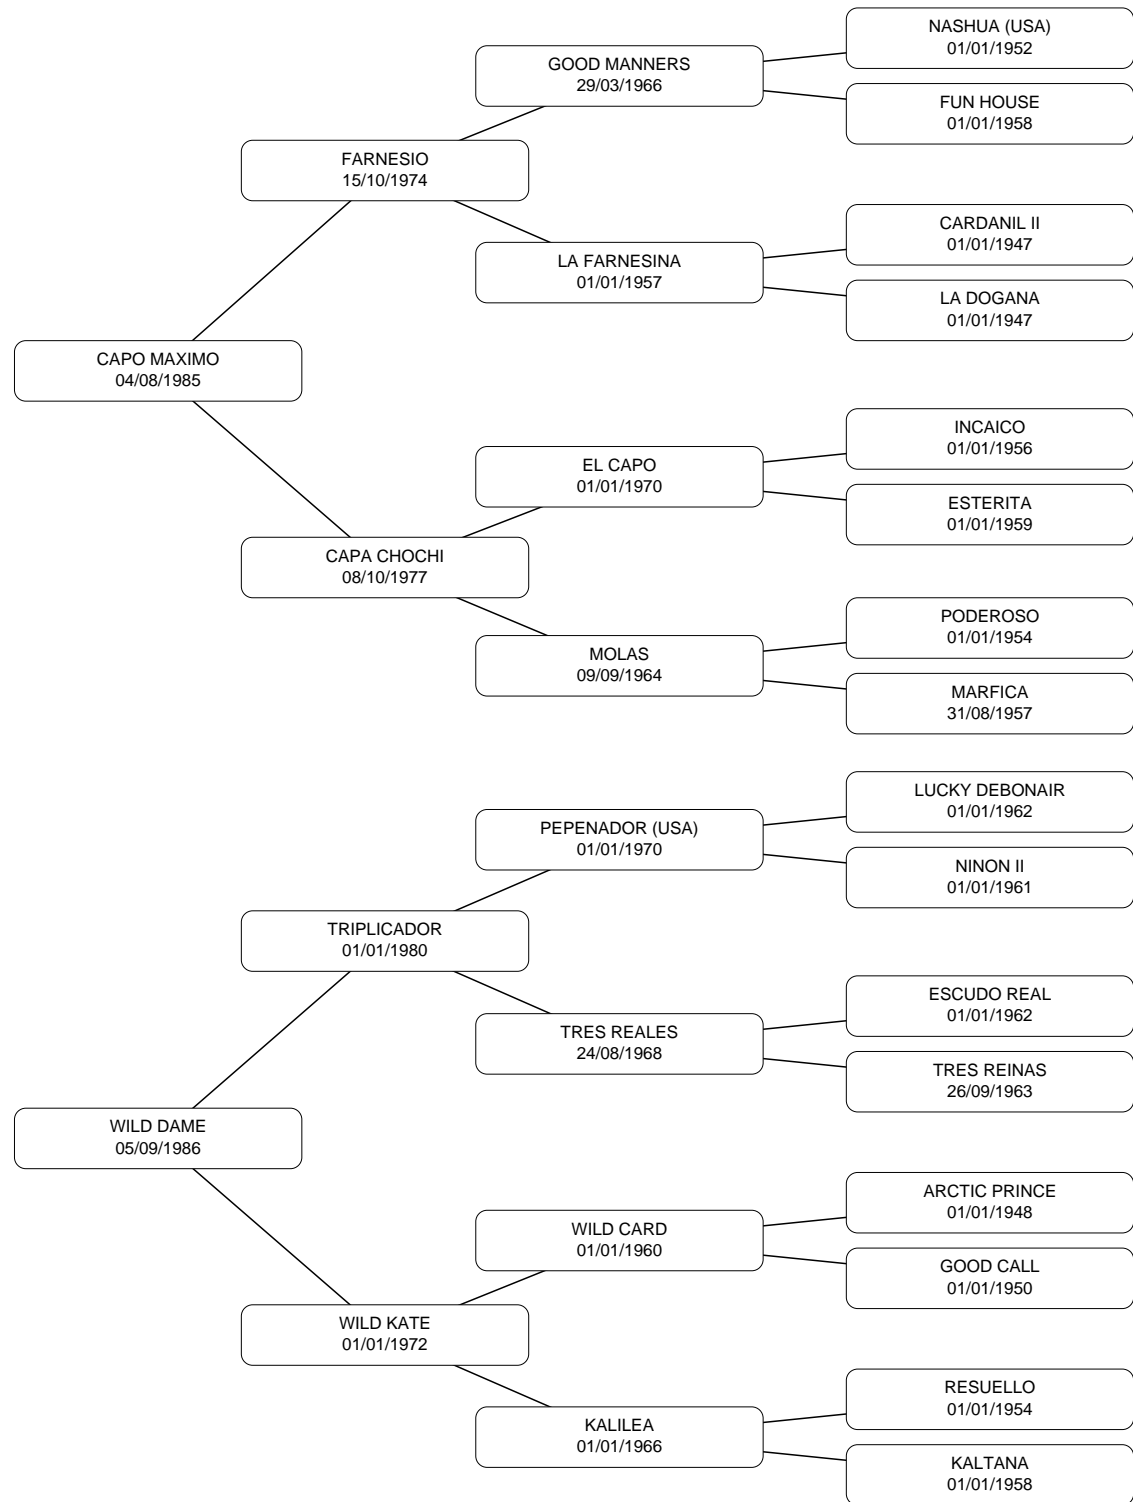 NASHUA (USA)
01/01/1952
GOOD MANNERS
29/03/1966
FUN HOUSE
01/01/1958
FARNESIO
15/10/1974
CARDANIL II
01/01/1947
LA FARNESINA
01/01/1957
LA DOGANA
01/01/1947
CAPO MAXIMO
04/08/1985
INCAICO
01/01/1956
EL CAPO
01/01/1970
ESTERITA
01/01/1959
CAPA CHOCHI
08/10/1977
PODEROSO
01/01/1954
MOLAS
09/09/1964
MARFICA
31/08/1957
LUCKY DEBONAIR
01/01/1962
PEPENADOR (USA)
01/01/1970
NINON II
01/01/1961
TRIPLICADOR
01/01/1980
ESCUDO REAL
01/01/1962
TRES REALES
24/08/1968
TRES REINAS
26/09/1963
WILD DAME
05/09/1986
ARCTIC PRINCE
01/01/1948
WILD CARD
01/01/1960
GOOD CALL
01/01/1950
WILD KATE
01/01/1972
RESUELLO
01/01/1954
KALILEA
01/01/1966
KALTANA
01/01/1958